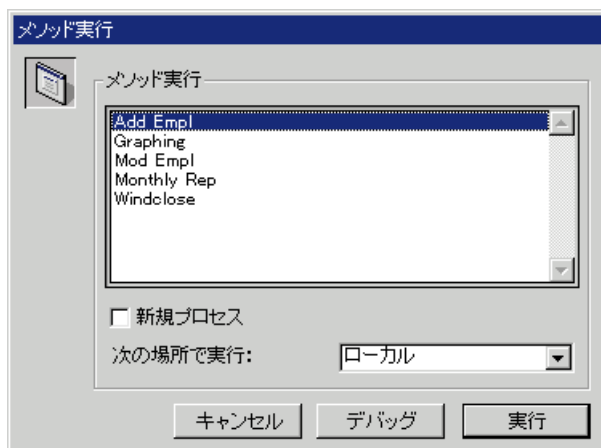 メソッド実行
メソッド実行
Add Empl
Graphing
Mod Empl
Monthly Rep
Windclose
新規プロセス
次の場所で実行: ローカル
キャンセル デバッグ 実行